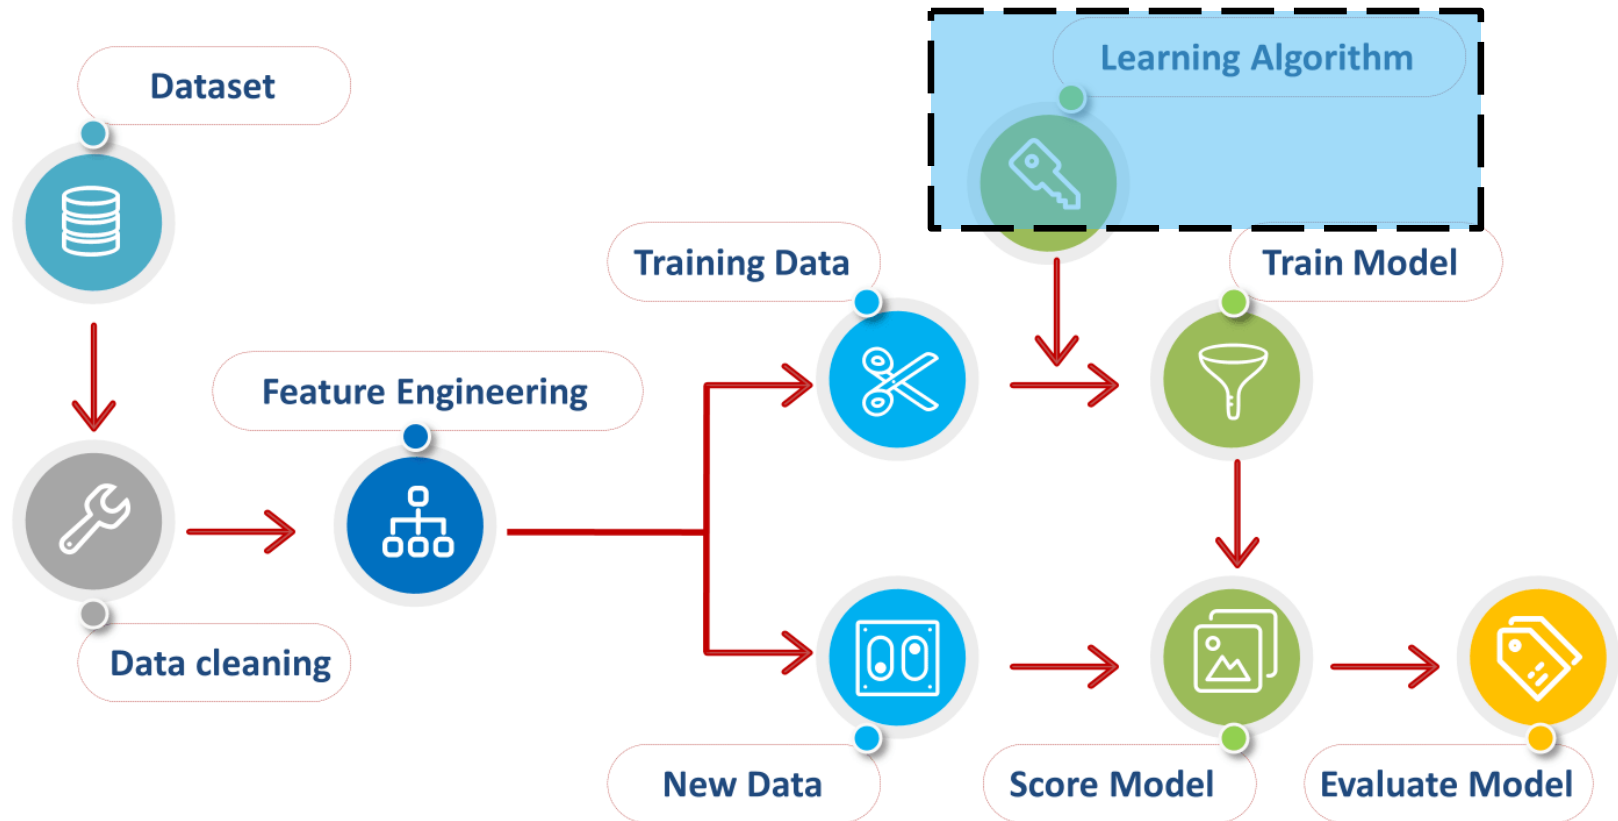 Learning Algorithm
Dataset
Training Data
Train Model
Feature Engineering
Data cleaning
New Data
Score Model
Evaluate Model